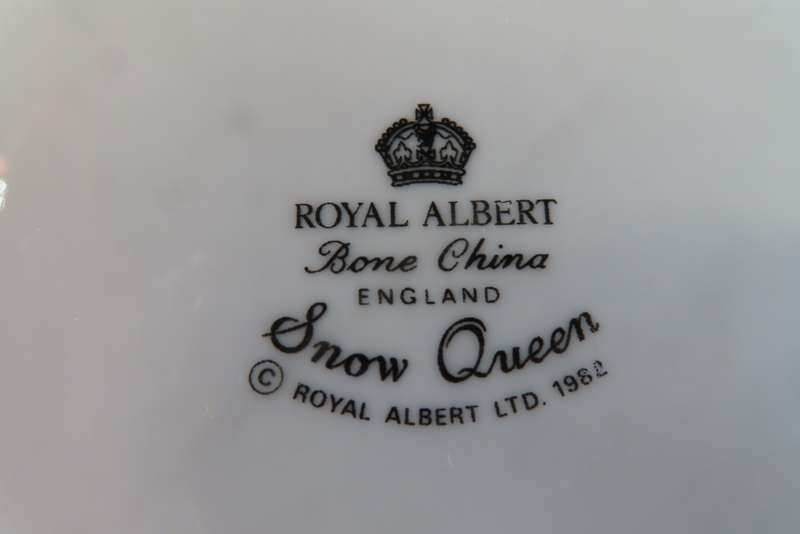 ROYAL ALBERT
Bone China
ENGLAND
Snow Queen
© ROYAL ALBERT LTD. 1982